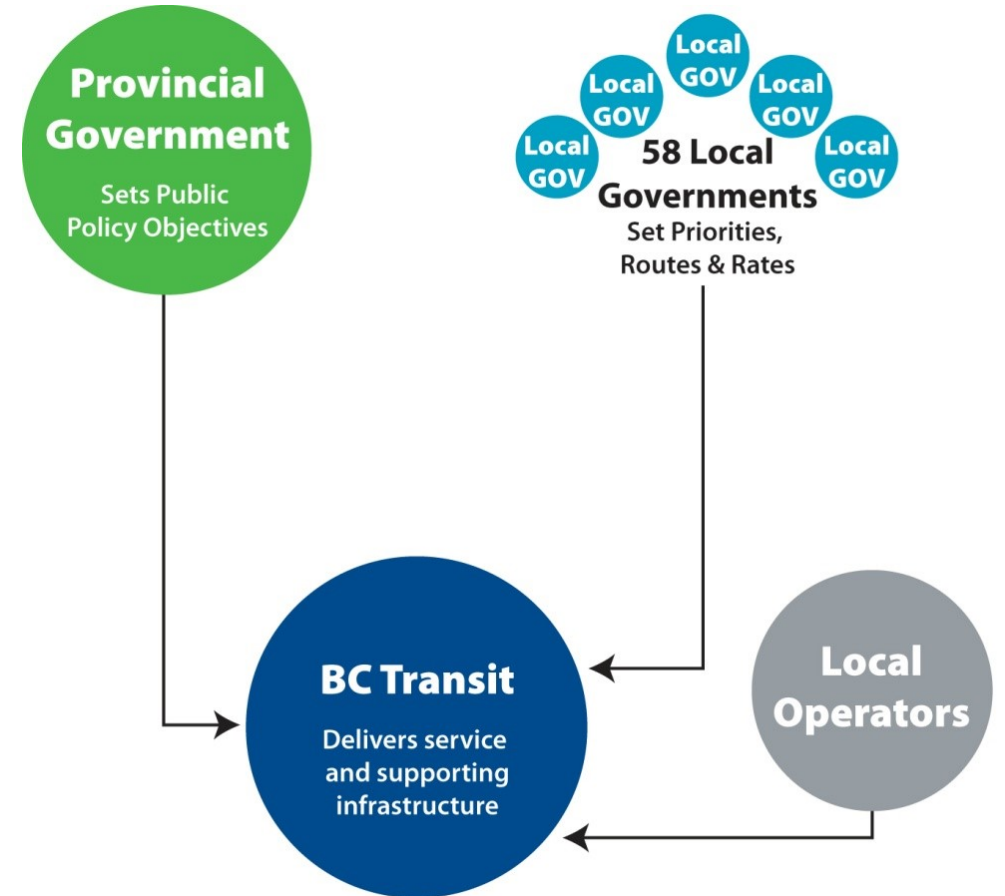 Provincial
Government
Sets Public
Policy Objectives
Local
GOV
Local
GOV
Local
GOV
Local
GOV
Local
GOV
58 Local
Governments
Set Priorities,
Routes & Rates
BC Transit
Delivers service
and supporting
infrastructure
Local
Operators